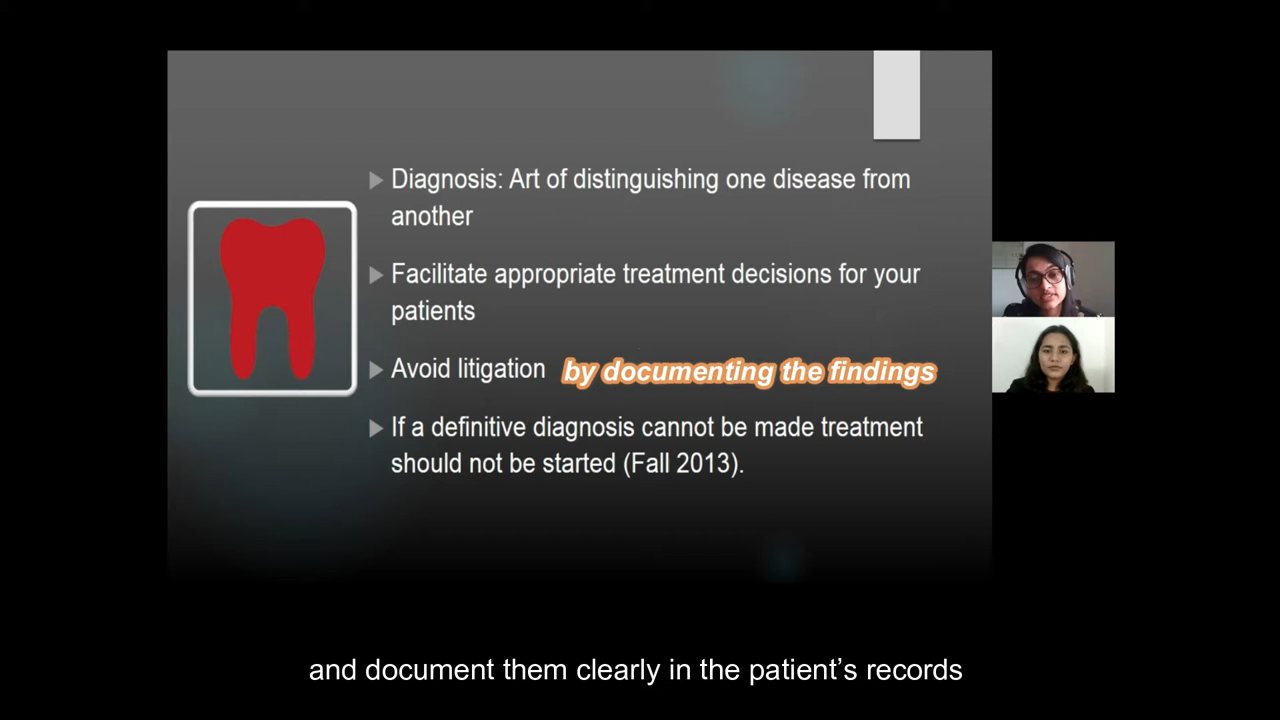 Diagnosis: Art of distinguishing one disease from
another
Facilitate appropriate treatment decisions for your
patients
Avoid litigation by documenting the findings
If a definitive diagnosis cannot be made treatment
should not be started (Fall 2013).
and document them clearly in the patient’s records